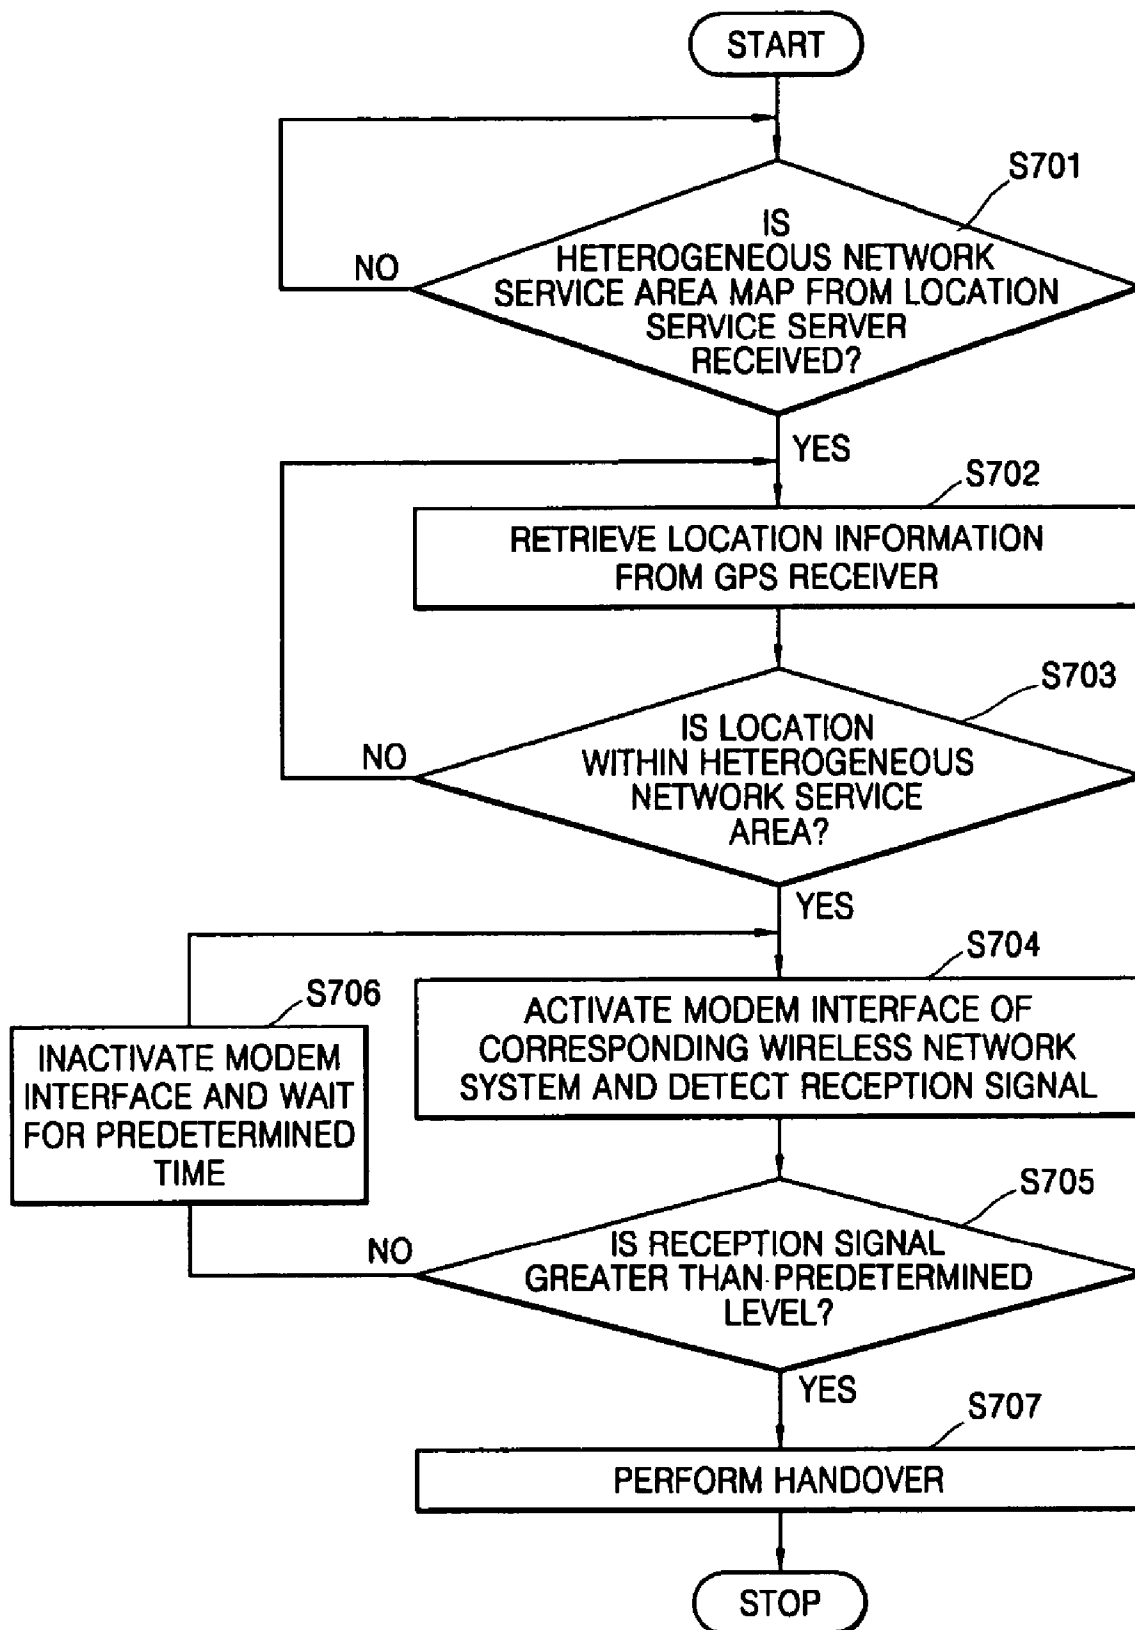 START
S701
IS
HETEROGENEOUS NETWORK
SERVICE AREA MAP FROM LOCATION
SERVICE SERVER
RECEIVED?
NO
YES
S702
RETRIEVE LOCATION INFORMATION
FROM GPS RECEIVER
S703
IS LOCATION
WITHIN HETEROGENEOUS
NETWORK SERVICE
AREA?
NO
YES
S704
ACTIVATE MODEM INTERFACE OF
CORRESPONDING WIRELESS NETWORK
SYSTEM AND DETECT RECEPTION SIGNAL
S706
INACTIVATE MODEM
INTERFACE AND WAIT
FOR PREDETERMINED
TIME
S705
IS RECEPTION SIGNAL
GREATER THAN PREDETERMINED
LEVEL?
NO
YES
S707
PERFORM HANDOVER
STOP